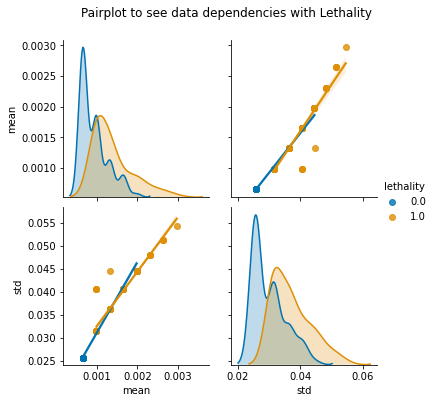 Pairplot to see data dependencies with Lethality
0.0030
0.0025
0.0020
0.0015
0.0010
mean
lethality
0.0
1.0
0.055
0.050
0.045
0.040
0.035
0.030
0.025
std
0.001 0.002 0.003
mean
0.02 0.04 0.06
std